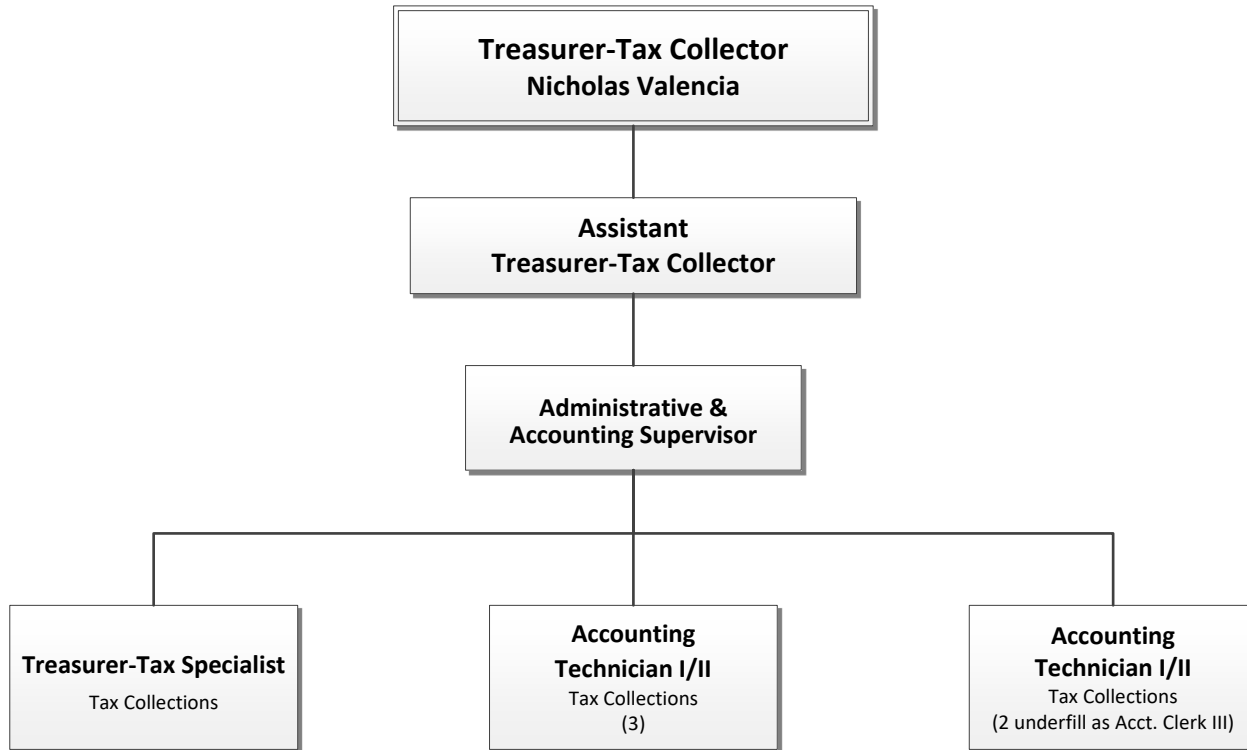 Treasurer-Tax Collector
Nicholas Valencia
Assistant
Treasurer-Tax Collector
Administrative &
Accounting Supervisor
Treasurer-Tax Specialist
Tax Collections
Accounting
Technician I/II
Tax Collections
(3)
Accounting
Technician I/II
Tax Collections
(2 underfill as Acct. Clerk III)